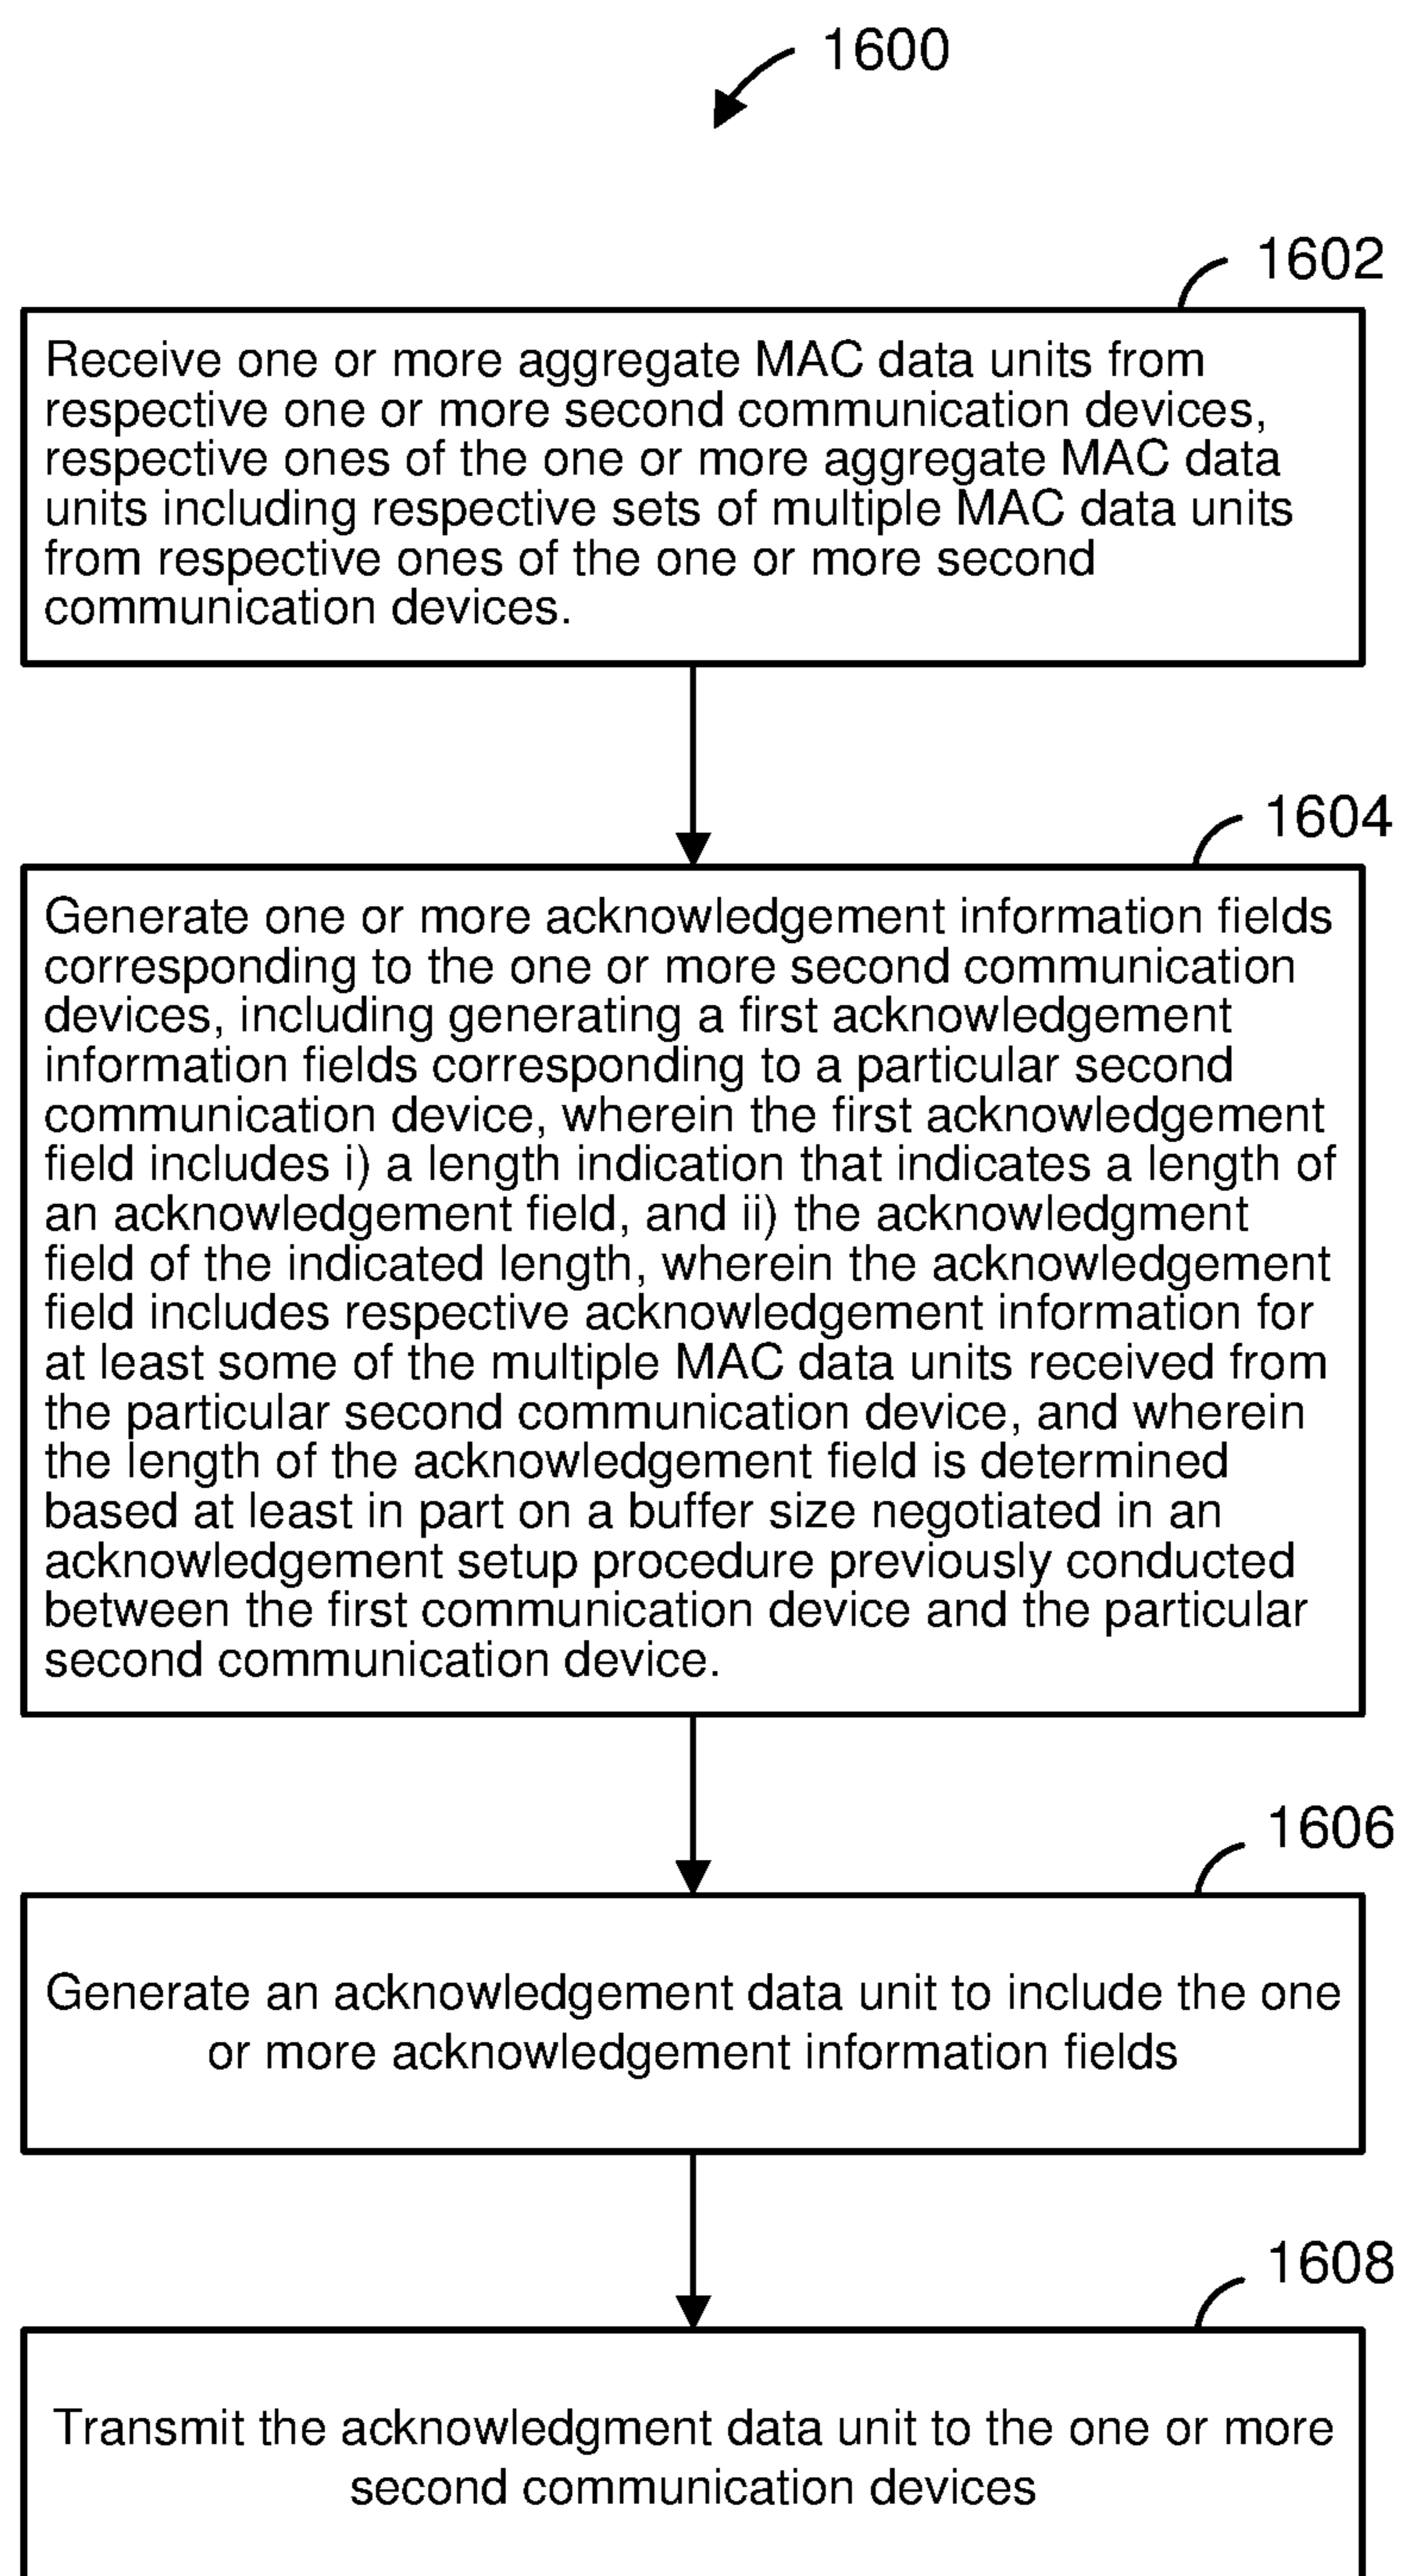 1600
1602
Receive one or more aggregate MAC data units from
respective one or more second communication devices,
respective ones of the one or more aggregate MAC data
units including respective sets of multiple MAC data units
from respective ones of the one or more second
communication devices.
1604
Generate one or more acknowledgement information fields
corresponding to the one or more second communication
devices, including generating a first acknowledgement
information fields corresponding to a particular second
communication device, wherein the first acknowledgement
field includes i) a length indication that indicates a length of
an acknowledgement field, and ii) the acknowledgment
field of the indicated length, wherein the acknowledgement
field includes respective acknowledgement information for
at least some of the multiple MAC data units received from
the particular second communication device, and wherein
the length of the acknowledgement field is determined
based at least in part on a buffer size negotiated in an
acknowledgement setup procedure previously conducted
between the first communication device and the particular
second communication device.
1606
Generate an acknowledgement data unit to include the one
or more acknowledgement information fields
1608
Transmit the acknowledgment data unit to the one or more
second communication devices